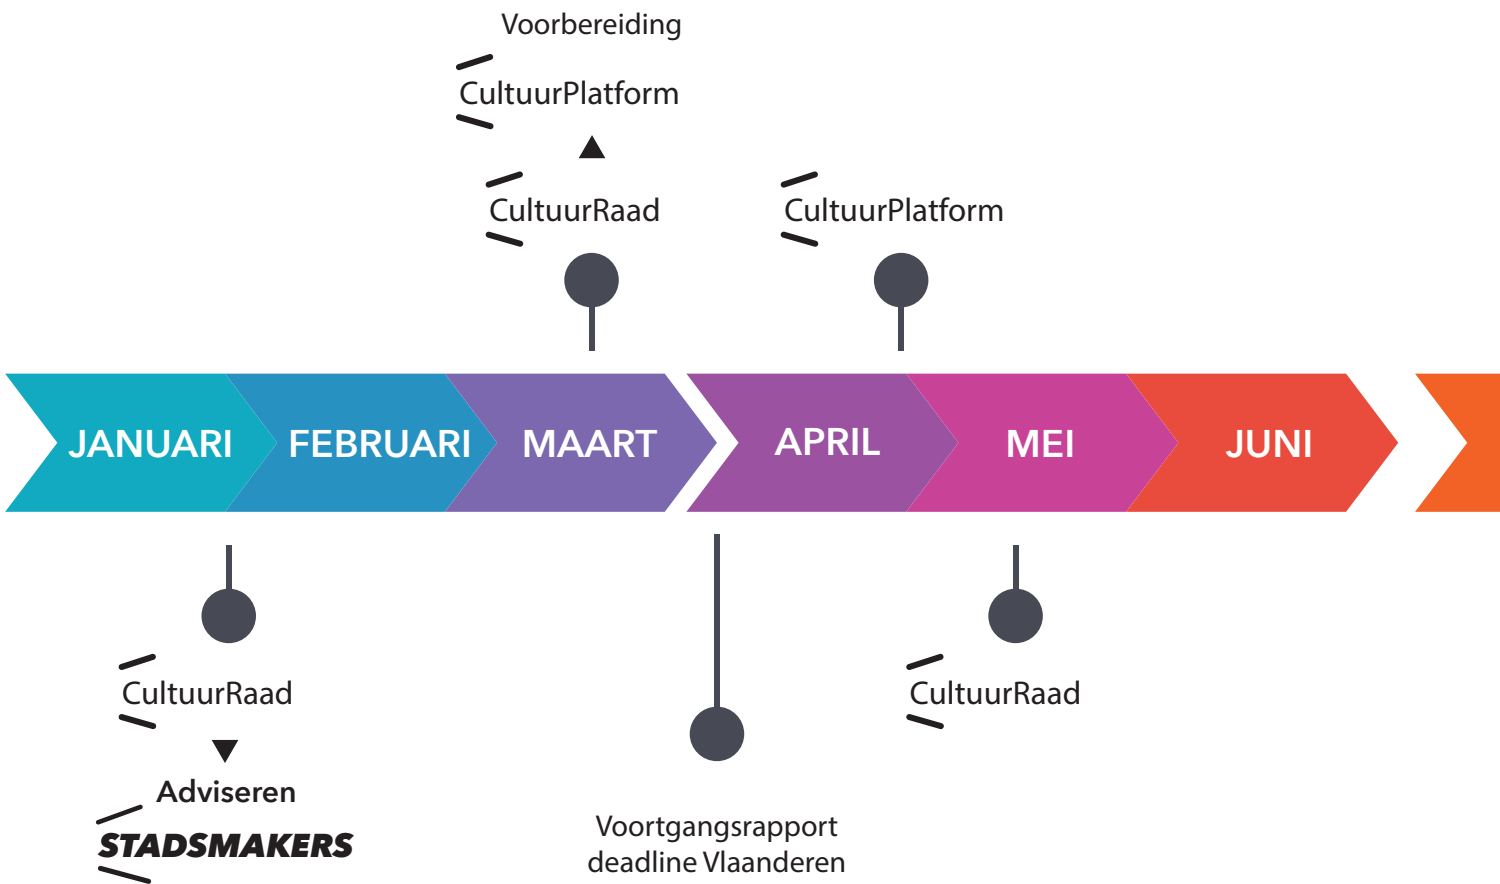 Voorbereiding
CultuurPlatform
CultuurRaad
CultuurPlatform
JANUARI
FEBRUARI
MAART
APRIL
MEI
JUNI
CultuurRaad
Adviseren
STADSMAKERS
Voortgangsrapport
deadline Vlaanderen
CultuurRaad